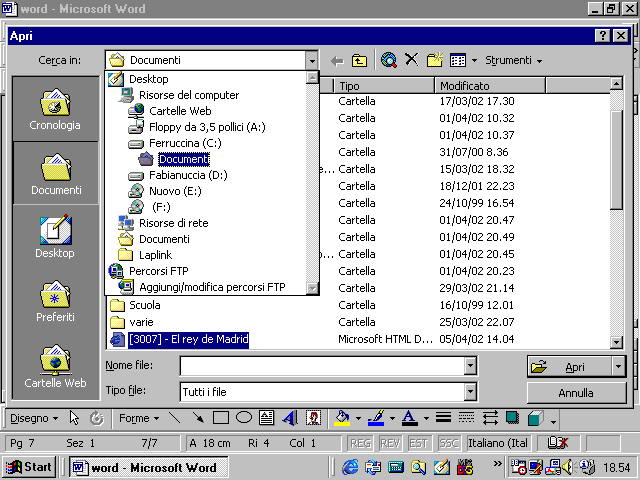 word - Microsoft Word
Apri
Cerca in: Documenti Strumenti
Desktop
Risorse del computer
Cartelle Web
Floppy da 3,5 pollici (A:)
Ferruccina (C:)
Documenti
Fabianuccia (D:)
Nuovo (E:)
(F:)
Risorse di rete
Documenti
Laplink
Percorsi FTP
Aggiungi/modifica percorsi FTP
Tipo Modificato
Cartella 17/03/02 17.30
Cartella 01/04/02 10.32
Cartella 01/04/02 10.37
Cartella 31/07/00 8.36
e... Cartella 15/03/02 18.32
Cartella 18/12/01 22.23
Cartella 24/10/99 16.54
Cartella 01/04/02 20.47
Cartella 01/04/02 20.49
Cartella 01/04/02 20.45
Cartella 01/04/02 20.23
Cartella 29/03/02 21.14
Scuola Cartella 16/10/99 12.01
varie Cartella 25/03/02 22.07
[3007] - El rey de Madrid Microsoft HTML D... 05/04/02 14.04
Cronologia
Documenti
Desktop
Preferiti
Cartelle Web
Nome file:
Apri
Tipo file: Tutti i file
Annulla
Disegno Forme
Pg 7 Sez 1 7/7 A 18 cm Ri 4 Col 1 REG REV EST SSC Italiano (Ital
Start word - Microsoft Word » 18.54